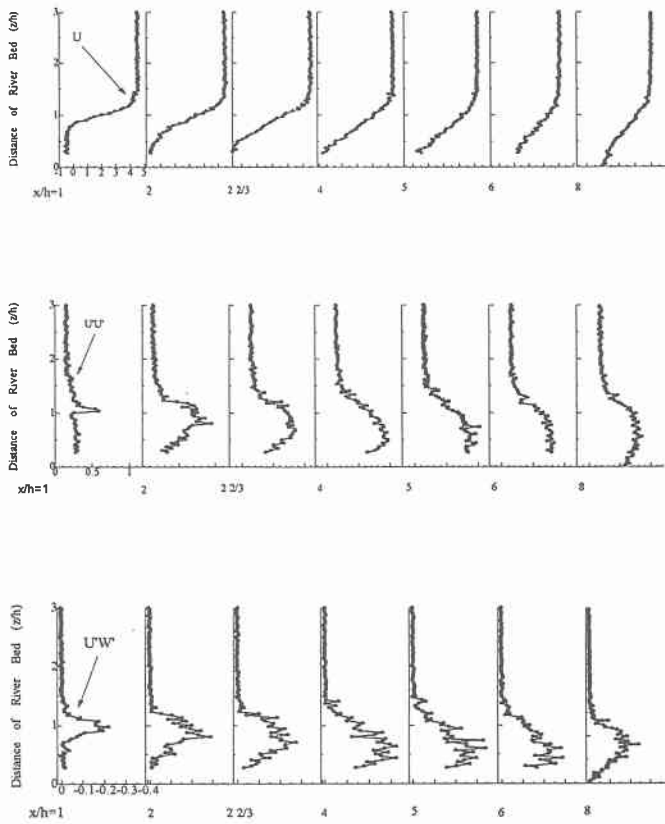 Distance of River Bed (z/h)
3
2
1
0
U
-1 0 1 2 3 4 5
x/h=1 2 2 2/3 4 5 6 8
Distance of River Bed (z/h)
3
2
1
0
U'U'
0 0.5 1
x/h=1 2 2 2/3 4 5 6 8
Distance of River Bed (z/h)
3
2
1
0
U'W'
0 -0.1 -0.2 -0.3 -0.4
x/h=1 2 2 2/3 4 5 6 8